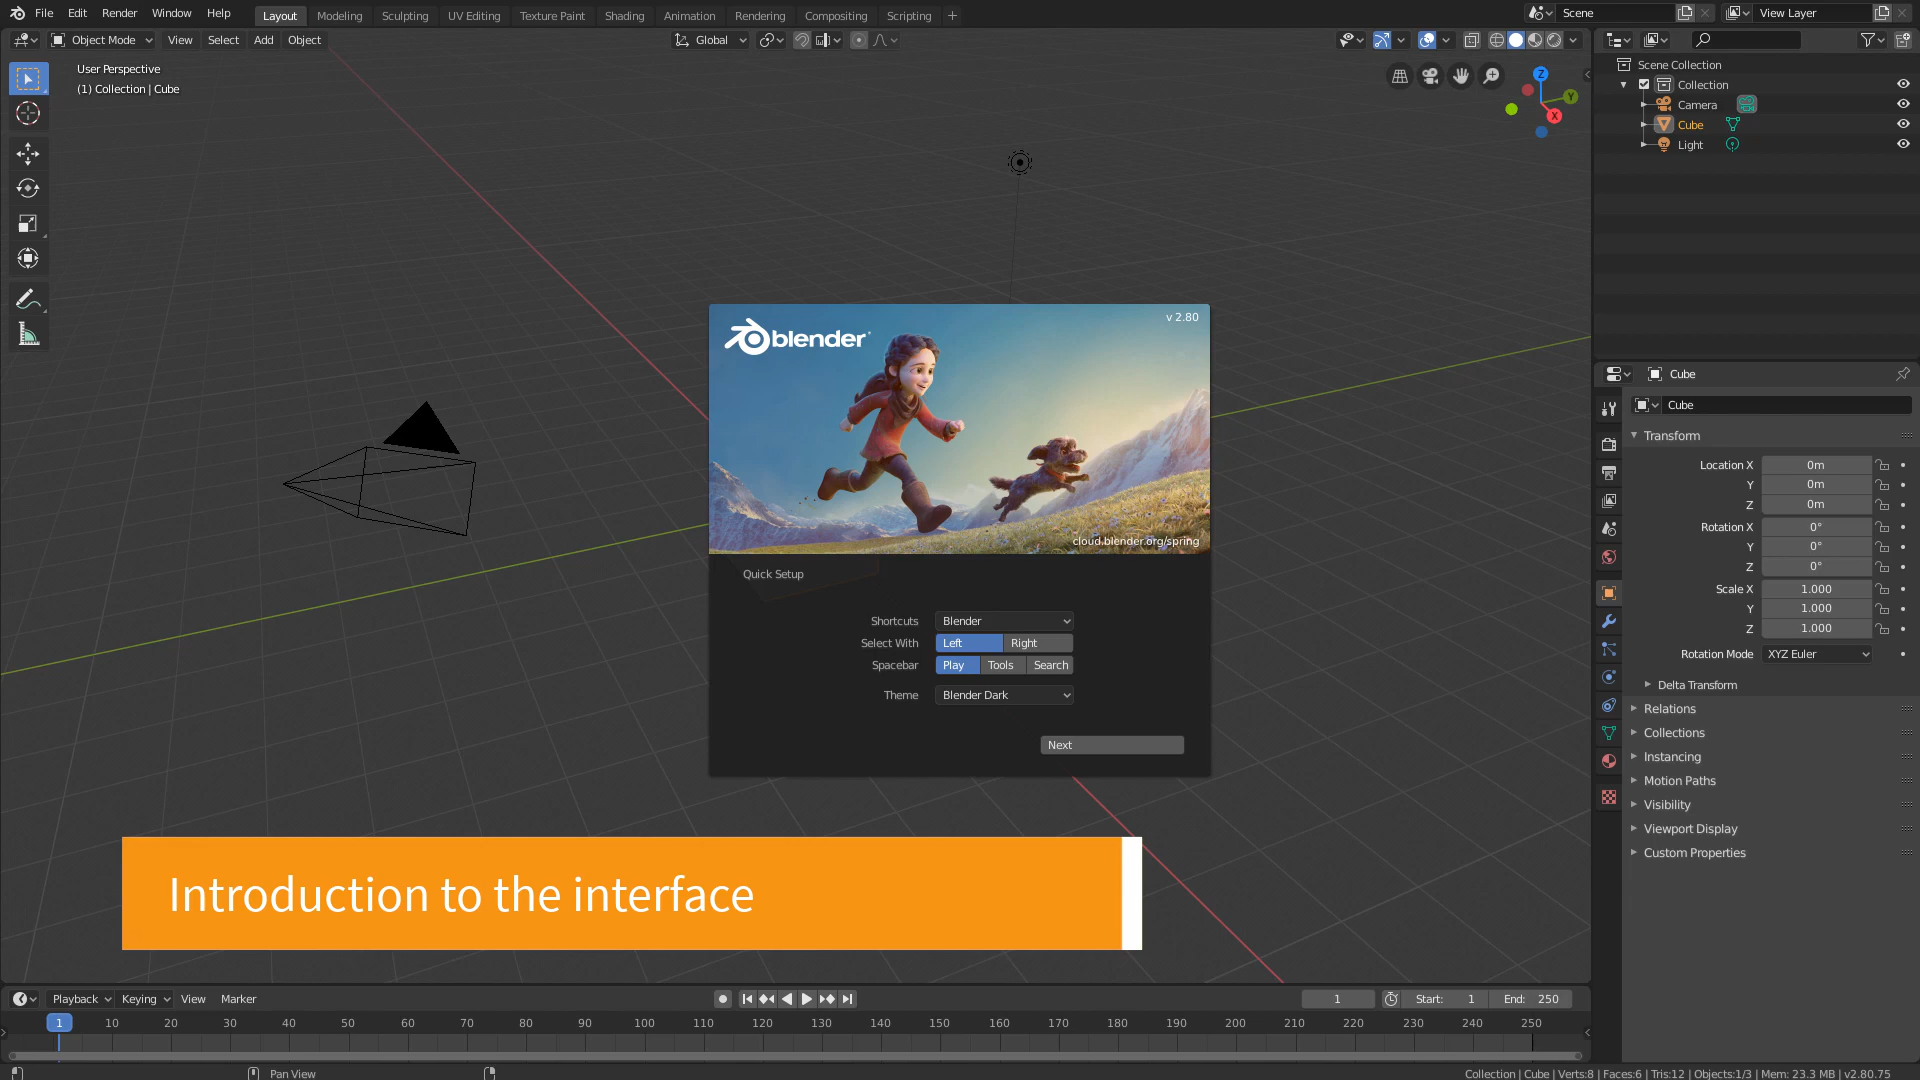 File Edit Render Window Help Layout Modeling Sculpting UV Editing Texture Paint Shading Animation Rendering Compositing Scripting + Scene View Layer
Object Mode View Select Add Object Global
User Perspective
(1) Collection | Cube
Z
Y
X
Scene Collection
Collection
Camera
Cube
Light
blender
v 2.80
cloud.blender.org/spring
Quick Setup
Shortcuts Blender
Select With Left Right
Spacebar Play Tools Search
Theme Blender Dark
Next
Cube
Cube
Transform
Location X 0m
Y 0m
Z 0m
Rotation X 0°
Y 0°
Z 0°
Scale X 1.000
Y 1.000
Z 1.000
Rotation Mode XYZ Euler
Delta Transform
Relations
Collections
Instancing
Motion Paths
Visibility
Viewport Display
Custom Properties
Introduction to the interface
Playback Keying View Marker 1 Start: 1 End: 250
1 10 20 30 40 50 60 70 80 90 100 110 120 130 140 150 160 170 180 190 200 210 220 230 240 250
Pan View
Collection | Cube | Verts:8 | Faces:6 | Tris:12 | Objects:1/3 | Mem: 23.3 MB | v2.80.75